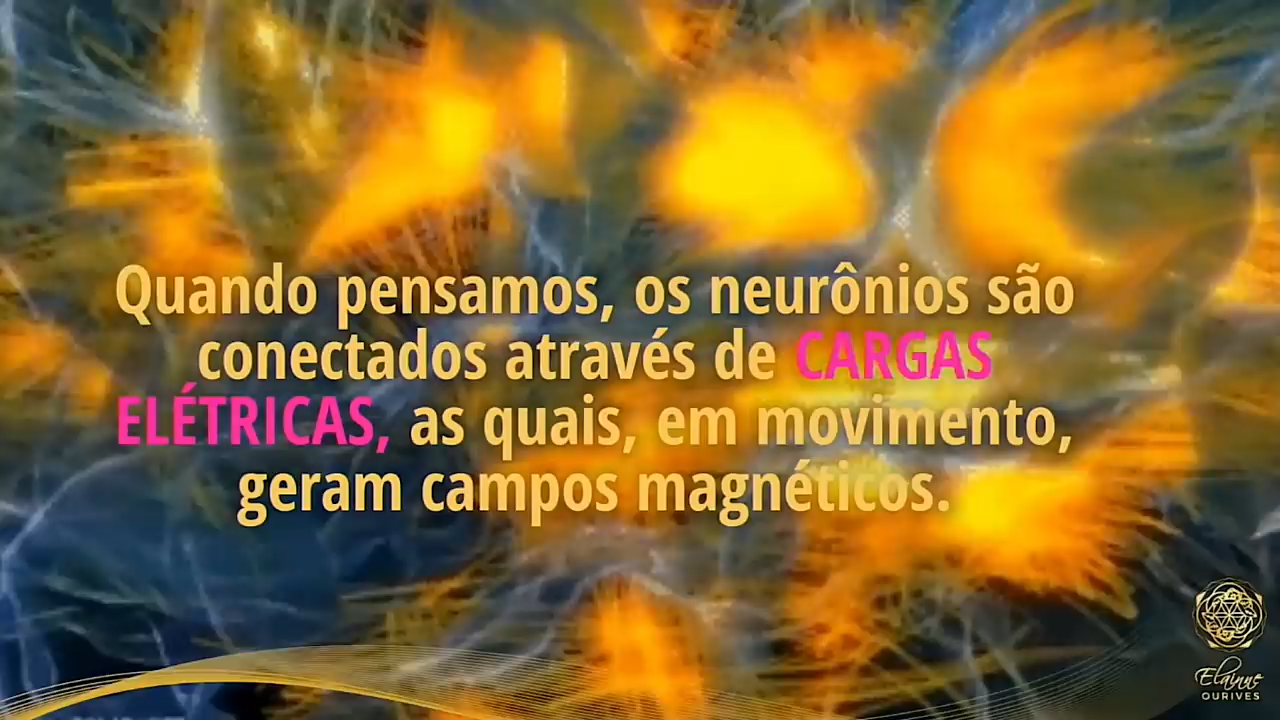 Quando pensamos, os neurônios são
conectados através de CARGAS
ELÉTRICAS, as quais, em movimento,
geram campos magnéticos.
Elainne
OURIVES